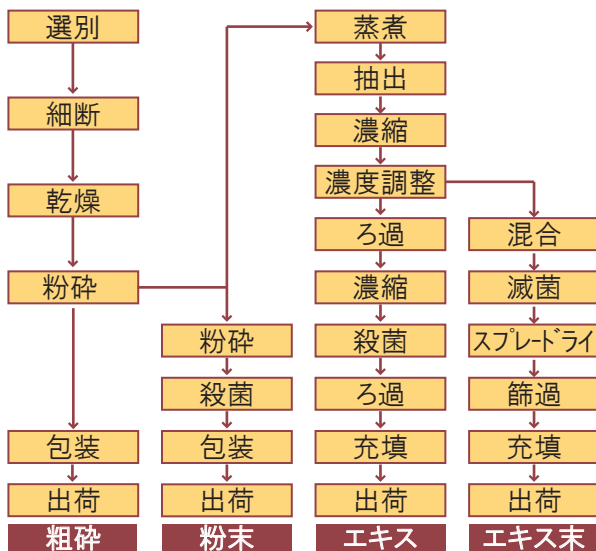 選別
細断
乾燥
粉砕
包装
出荷
粗砕
粉砕
殺菌
包装
出荷
粉末
蒸煮
抽出
濃縮
濃度調整
ろ過
濃縮
殺菌
ろ過
充填
出荷
エキス
混合
滅菌
スプレードライ
篩過
充填
出荷
エキス末